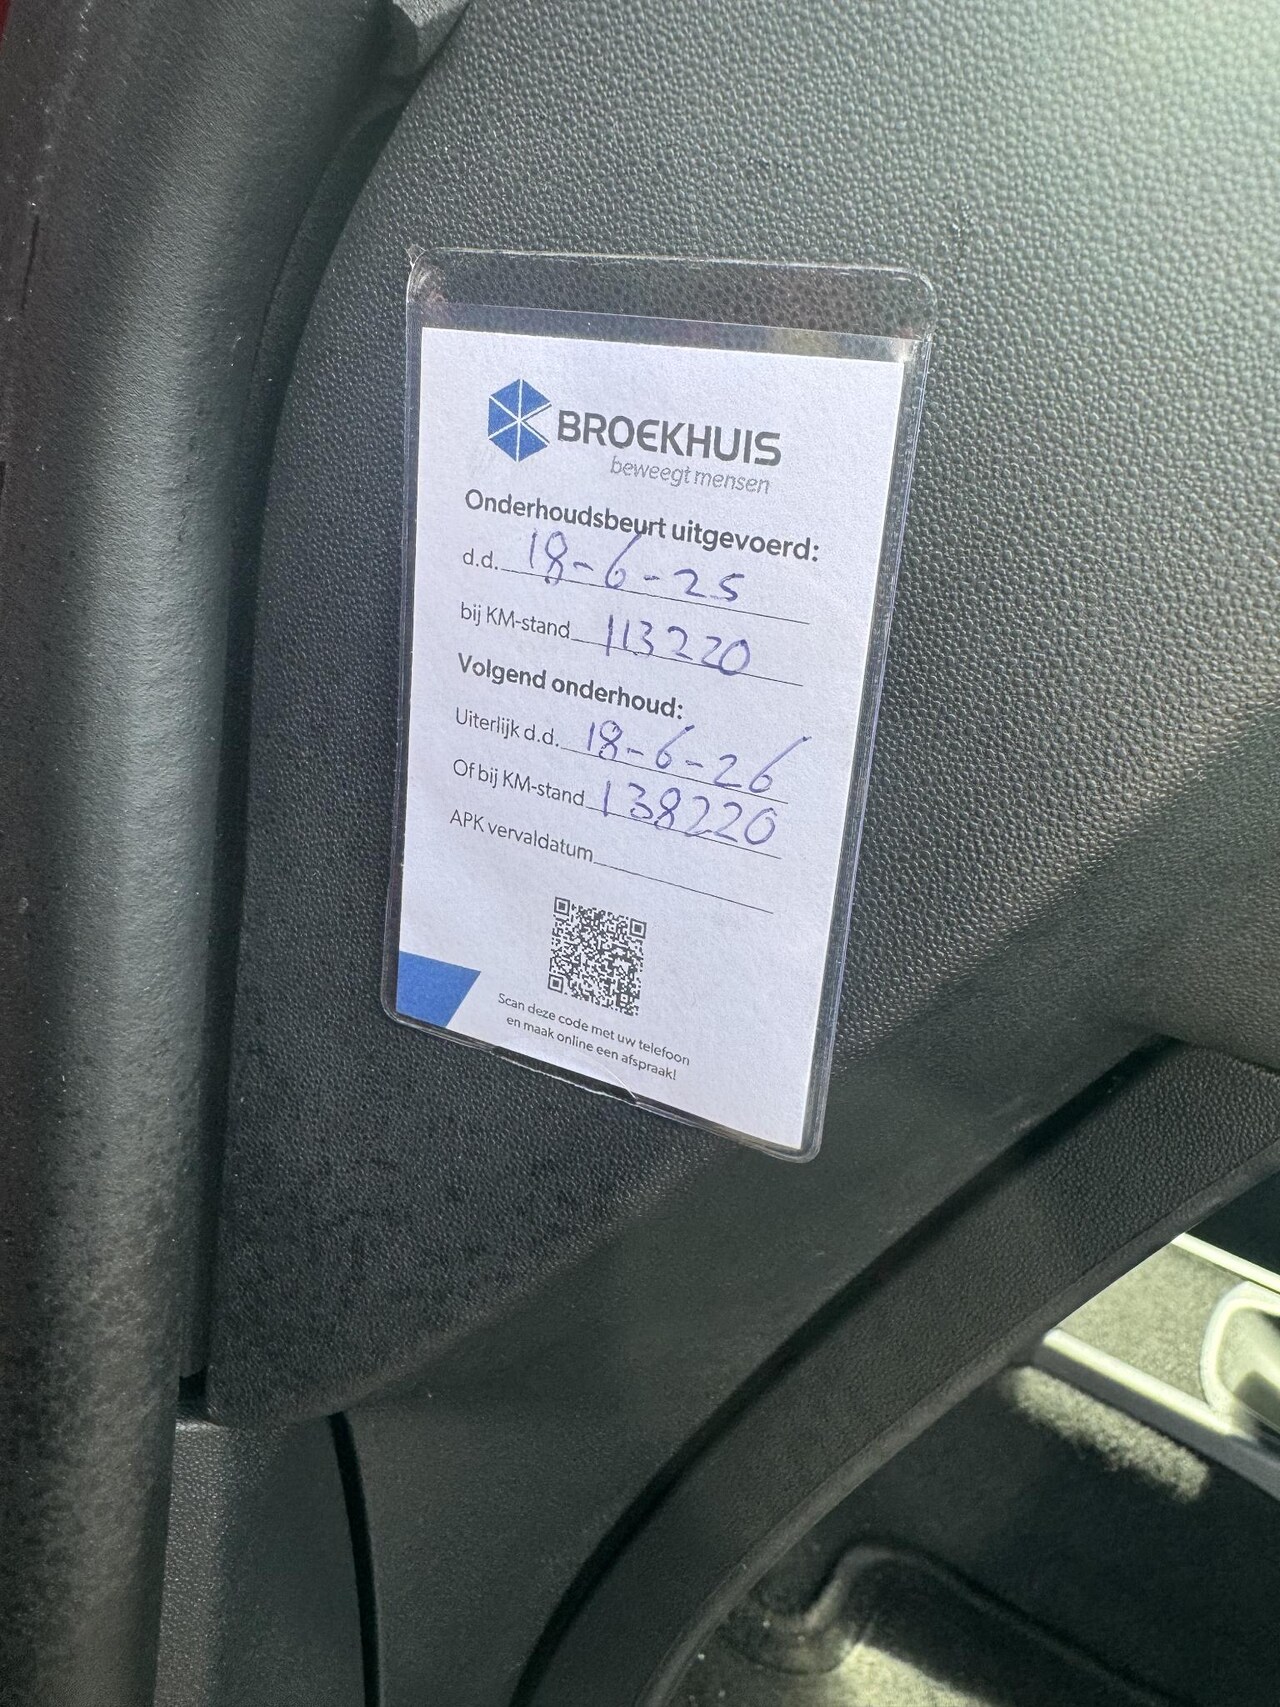 BROEKHUIS
beweegt mensen
Onderhoudsbeurt uitgevoerd:
d.d. 18-6-25
bij KM-stand 113220
Volgend onderhoud:
Uiterlijk d.d. 18-6-26
Of bij KM-stand 138220
APK vervaldatum
Scan deze code met uw telefoon
en maak online een afspraak!